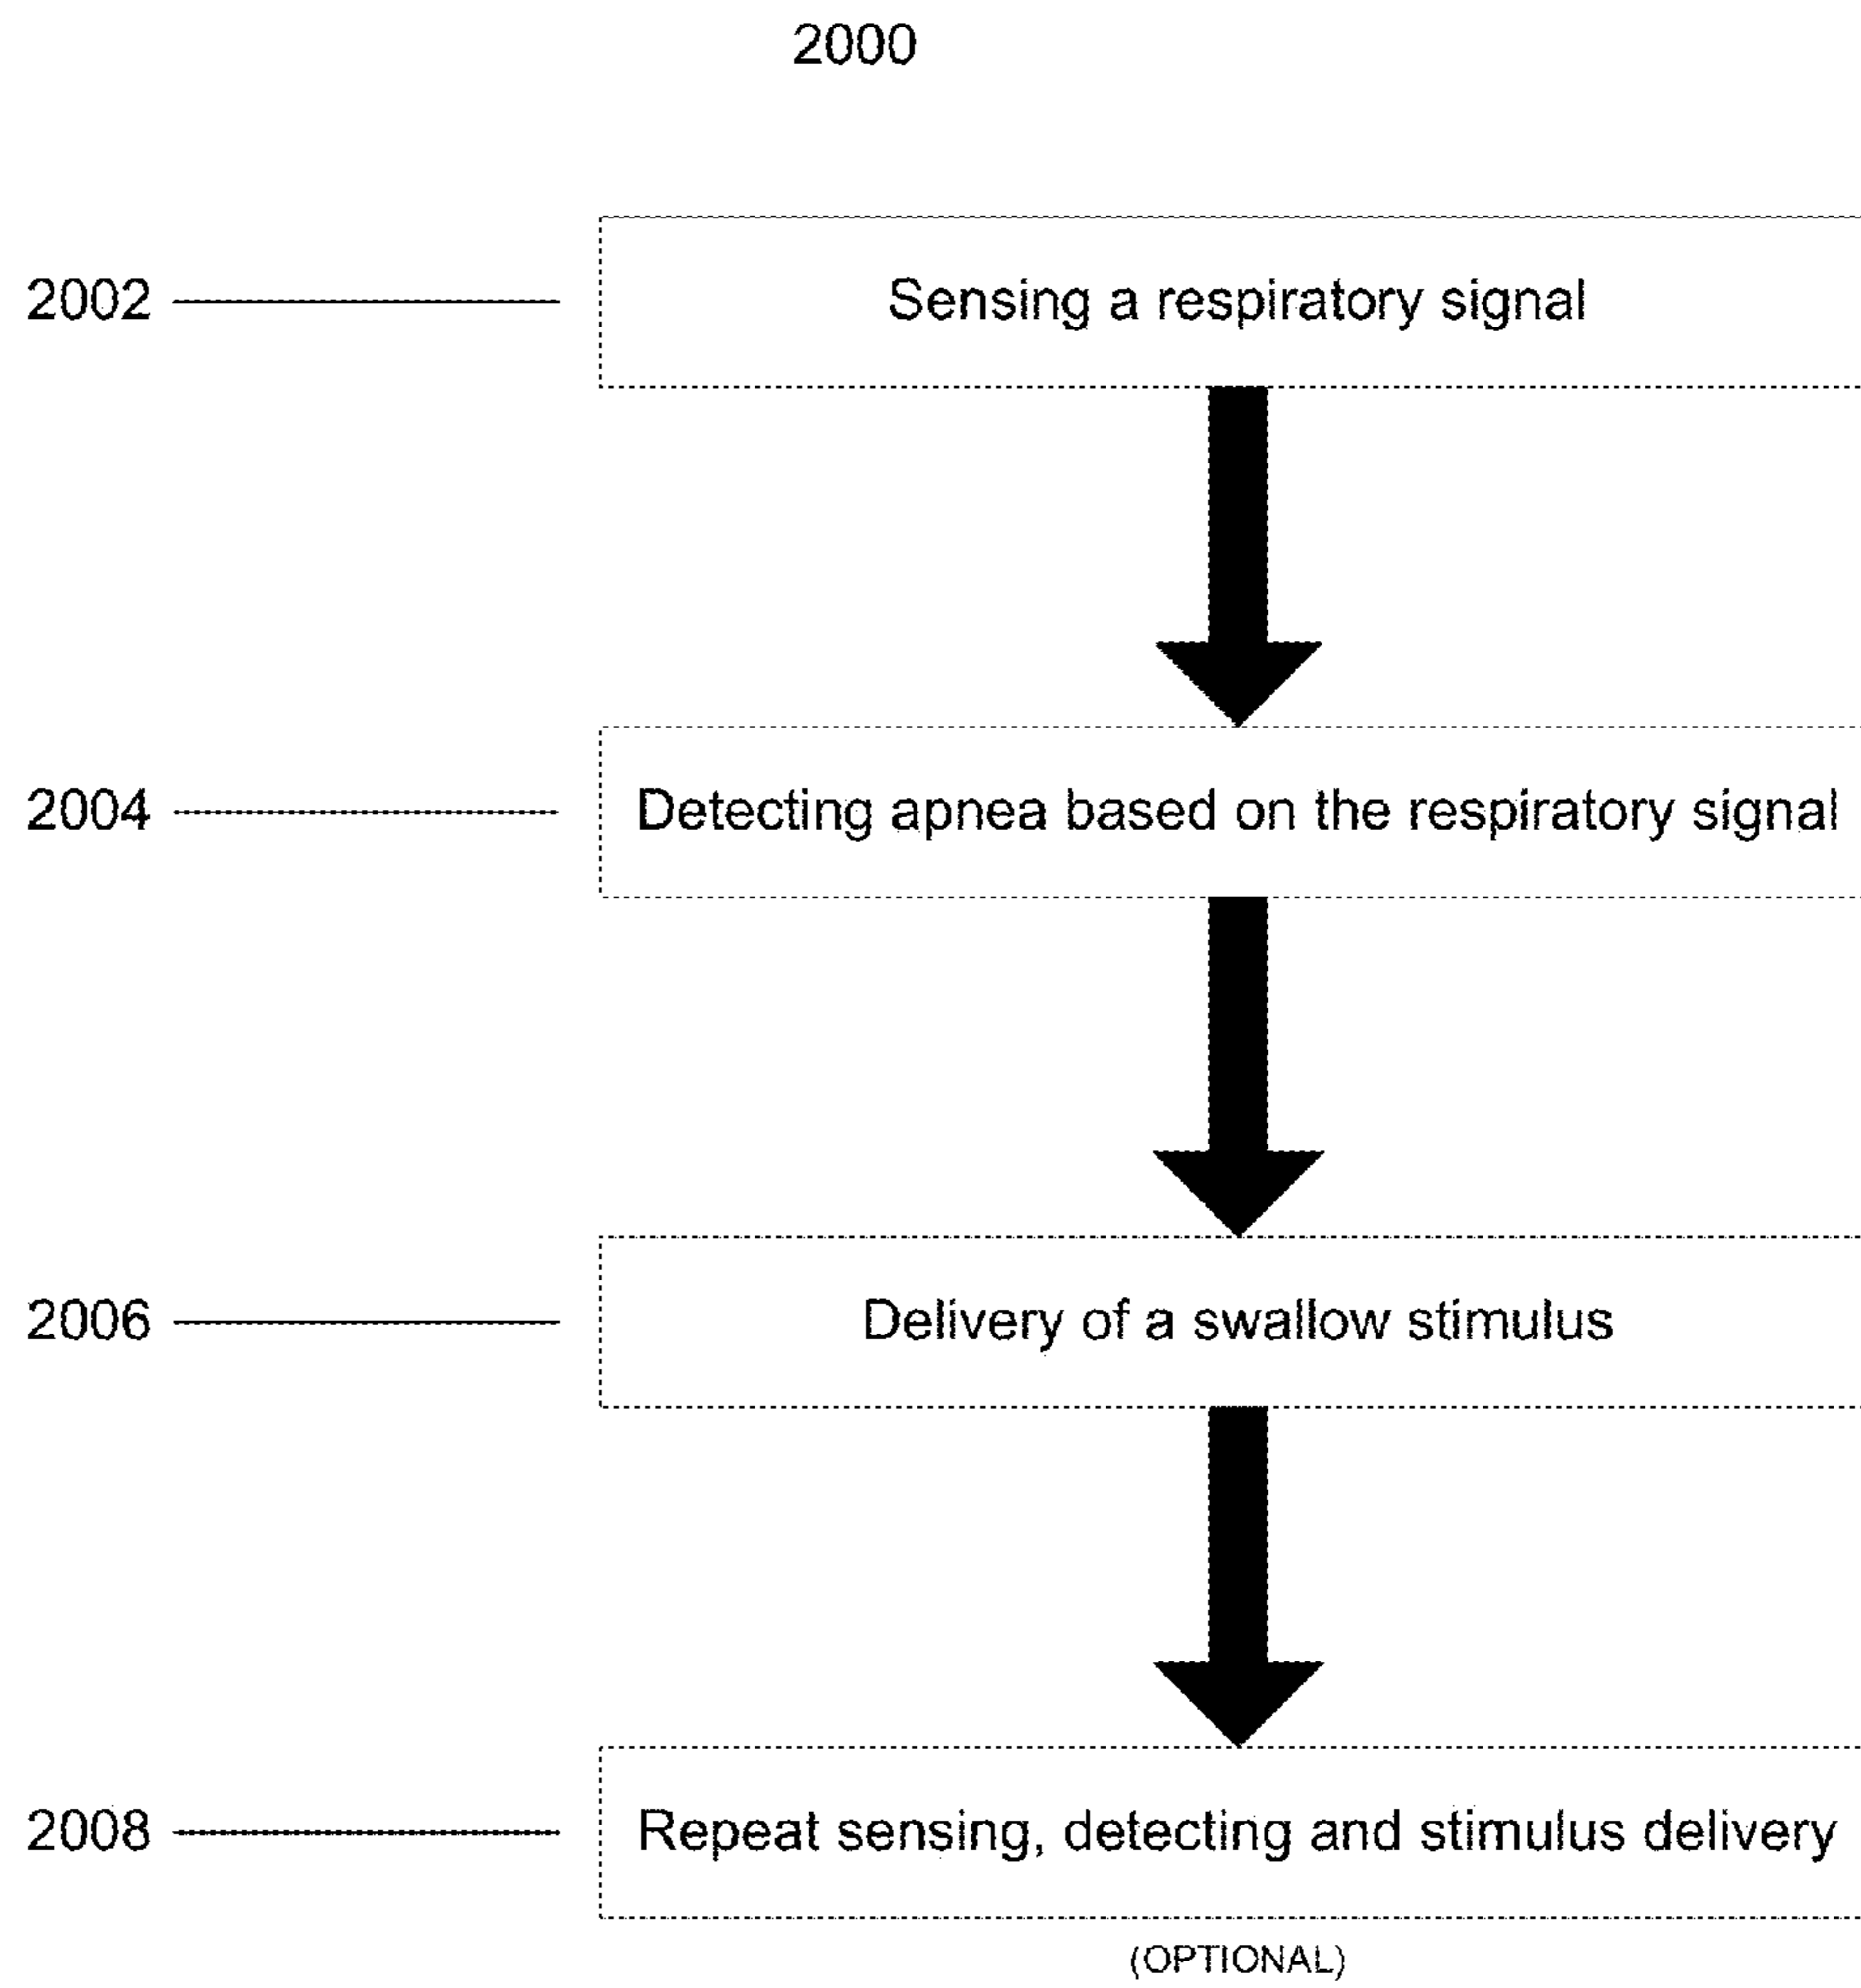 2000
2002 Sensing a respiratory signal
2004 Detecting apnea based on the respiratory signal
2006 Delivery of a swallow stimulus
2008 Repeat sensing, detecting and stimulus delivery
(OPTIONAL)